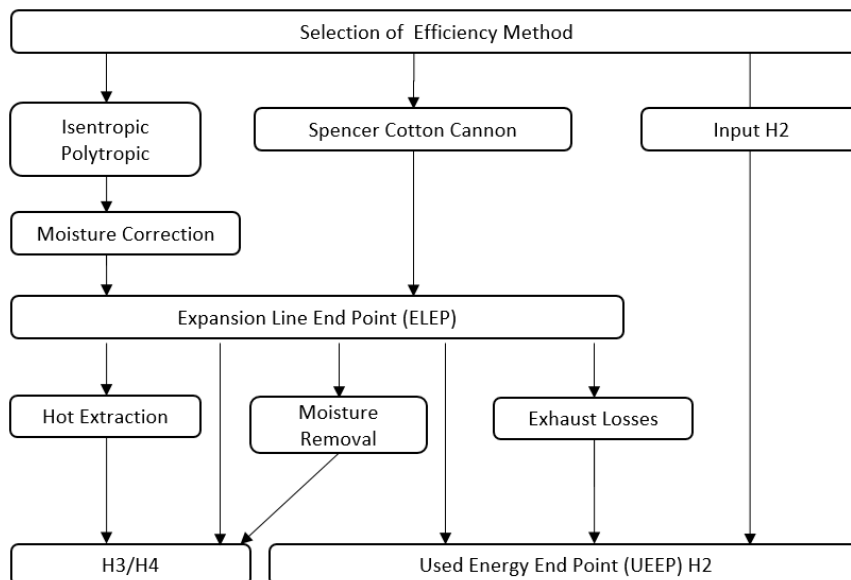 Selection of Efficiency Method
Isentropic
Polytropic
Spencer Cotton Cannon
Input H2
Moisture Correction
Expansion Line End Point (ELEP)
Hot Extraction
Moisture
Removal
Exhaust Losses
H3/H4
Used Energy End Point (UEEP) H2